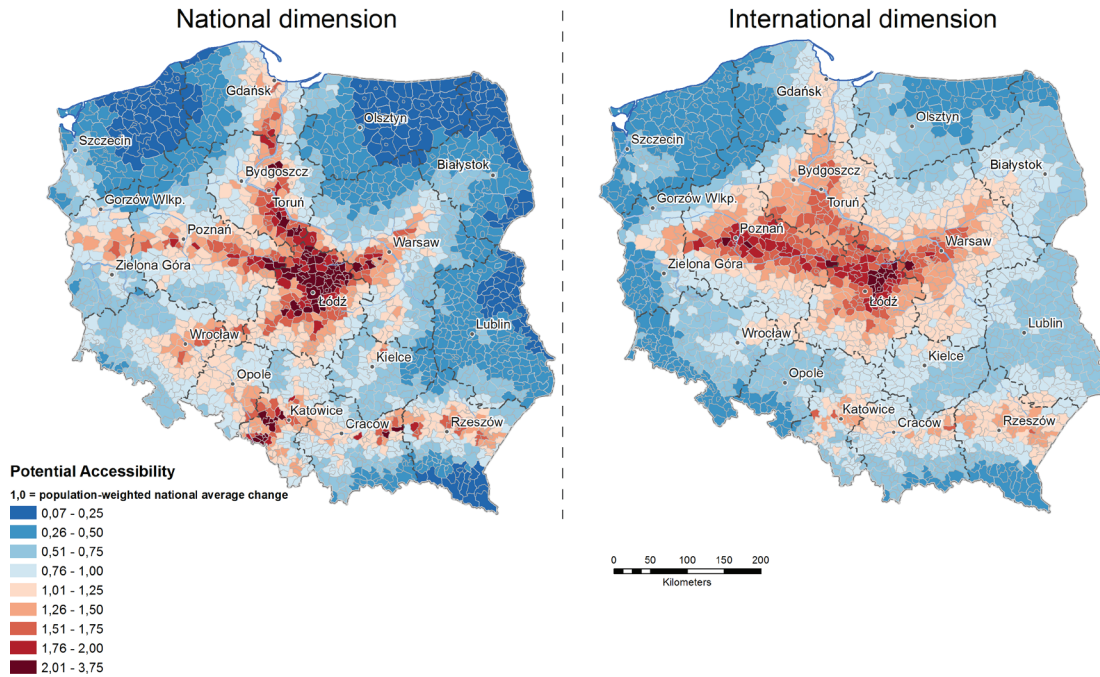 National dimension
International dimension
Gdańsk
Olsztyn
Szczecin
Białystok
Bydgoszcz
Gorzów Wlkp.
Toruń
Poznań
Warsaw
Zielona Góra
Łódź
Wrocław
Lublin
Kielce
Opole
Katowice
Craców
Rzeszów
Gdańsk
Olsztyn
Szczecin
Białystok
Bydgoszcz
Gorzów Wlkp.
Toruń
Poznań
Warsaw
Zielona Góra
Łódź
Wrocław
Lublin
Kielce
Opole
Katowice
Craców
Rzeszów
Potential Accessibility
1,0 = population-weighted national average change
0,07 - 0,25
0,26 - 0,50
0,51 - 0,75
0,76 - 1,00
1,01 - 1,25
1,26 - 1,50
1,51 - 1,75
1,76 - 2,00
2,01 - 3,75
0 50 100 150 200
Kilometers